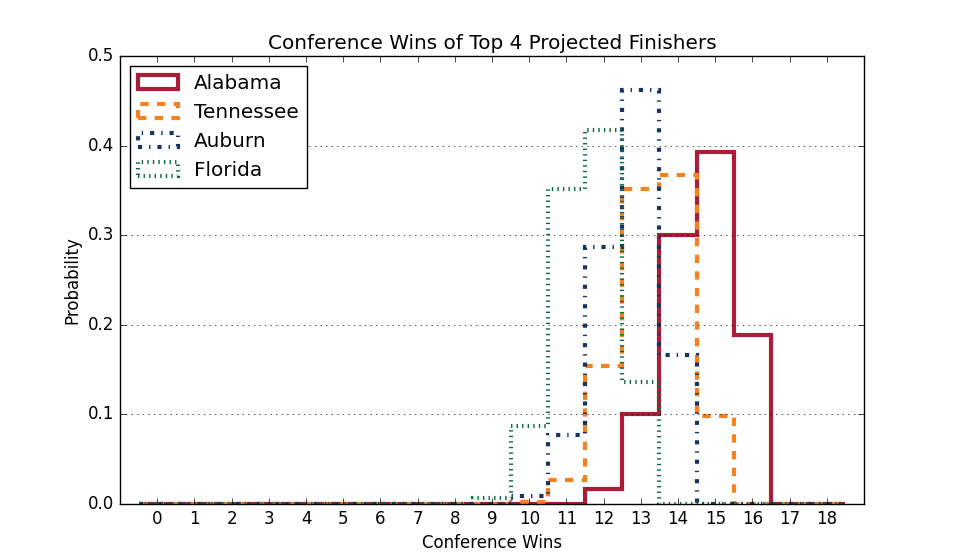 Conference Wins of Top 4 Projected Finishers
0.5
0.4
0.3
0.2
0.1
0.0
Probability
Alabama
Tennessee
Auburn
Florida
0 1 2 3 4 5 6 7 8 9 10 11 12 13 14 15 16 17 18
Conference Wins